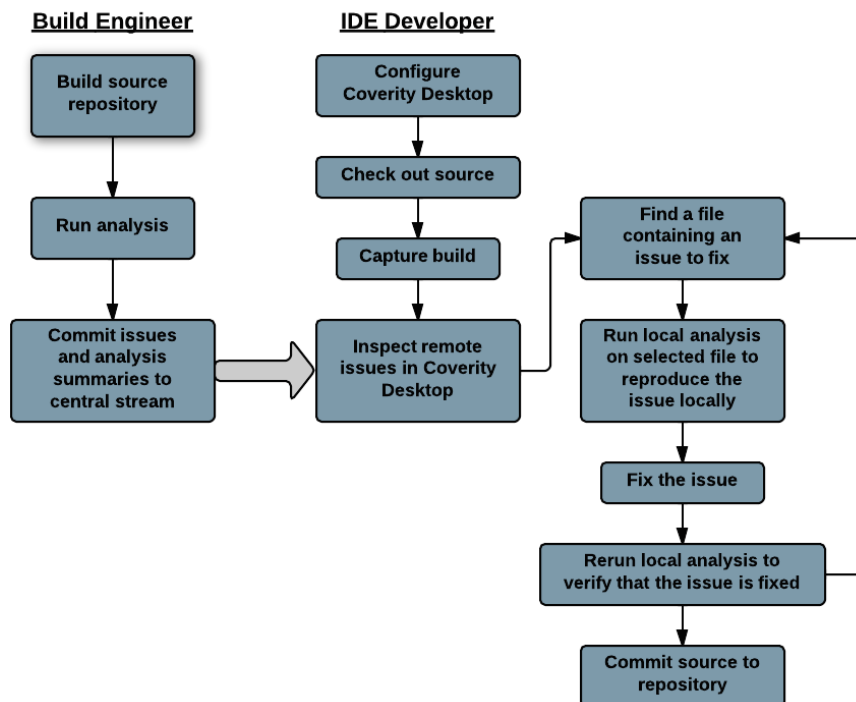 Build Engineer
Build source
repository
Run analysis
Commit issues
and analysis
summaries to
central stream
IDE Developer
Configure
Coverity Desktop
Check out source
Capture build
Inspect remote
issues in Coverity
Desktop
Find a file
containing an
issue to fix
Run local analysis
on selected file to
reproduce the
issue locally
Fix the issue
Rerun local analysis to
verify that the issue is fixed
Commit source to
repository